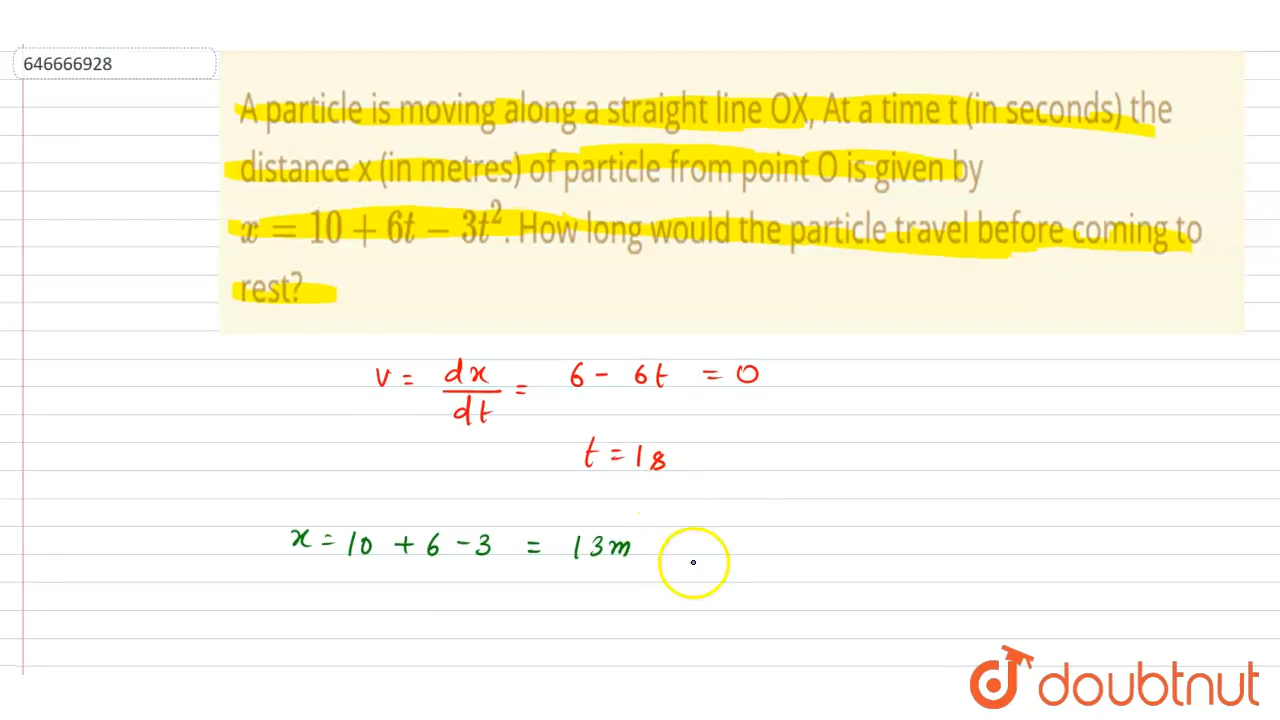 646666928
A particle is moving along a straight line OX, At a time t (in seconds) the
distance x (in metres) of particle from point O is given by
x = 10 + 6t − 3t². How long would the particle travel before coming to
rest?
v = dx/dt = 6 - 6t = 0
t = 1s
x = 10 + 6 - 3 = 13m
doubtnut